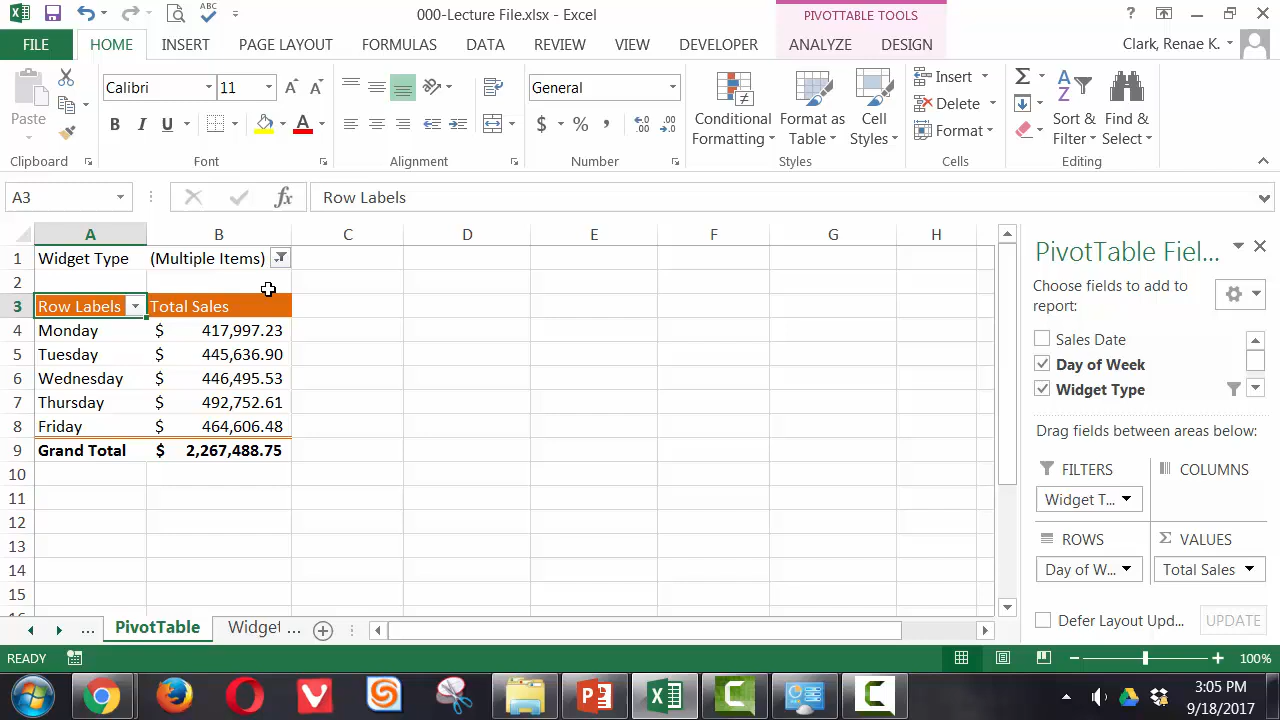 000-Lecture File.xlsx - Excel
PIVOTTABLE TOOLS
FILE HOME INSERT PAGE LAYOUT FORMULAS DATA REVIEW VIEW DEVELOPER ANALYZE DESIGN Clark, Renae K.
Paste
Clipboard
Calibri 11
B I U A
Font
Alignment
General
$ % ,
Number
Conditional Formatting
Format as Table
Cell Styles
Styles
Insert
Delete
Format
Cells
Sort & Filter
Find & Select
Editing
A3 fx Row Labels
A B C D E F G H
1 Widget Type (Multiple Items)
2
3 Row Labels Total Sales
4 Monday $ 417,997.23
5 Tuesday $ 445,636.90
6 Wednesday $ 446,495.53
7 Thursday $ 492,752.61
8 Friday $ 464,606.48
9 Grand Total $ 2,267,488.75
10
11
12
13
14
15
PivotTable Fiel...
Choose fields to add to
report:
Sales Date
Day of Week
Widget Type
Drag fields between areas below:
FILTERS COLUMNS
Widget T...
ROWS VALUES
Day of W... Total Sales
Defer Layout Upd... UPDATE
... PivotTable Widget ...
READY 100%
3:05 PM
9/18/2017